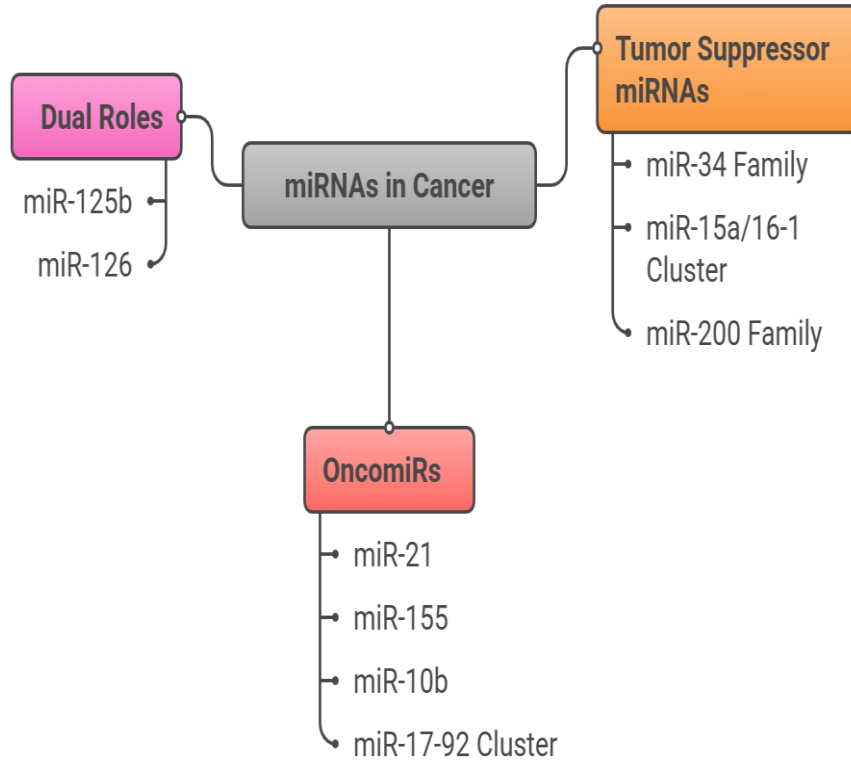 miRNAs in Cancer
Dual Roles
miR-125b
miR-126
Tumor Suppressor
miRNAs
miR-34 Family
miR-15a/16-1
Cluster
miR-200 Family
OncomiRs
miR-21
miR-155
miR-10b
miR-17-92 Cluster